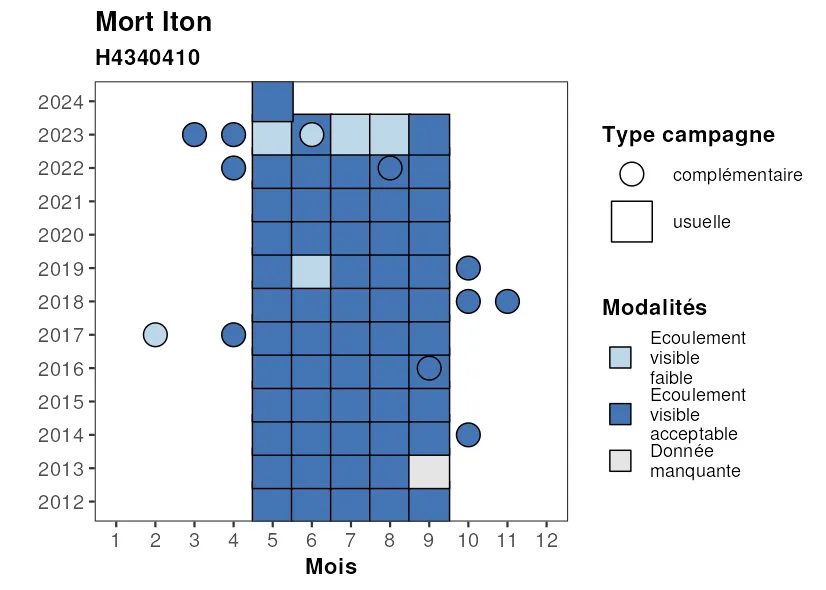 Mort Iton
H4340410
2024
2023
2022
2021
2020
2019
2018
2017
2016
2015
2014
2013
2012
1 2 3 4 5 6 7 8 9 10 11 12
Mois
Type campagne
complémentaire
usuelle
Modalités
Ecoulement
visible
faible
Ecoulement
visible
acceptable
Donnée
manquante